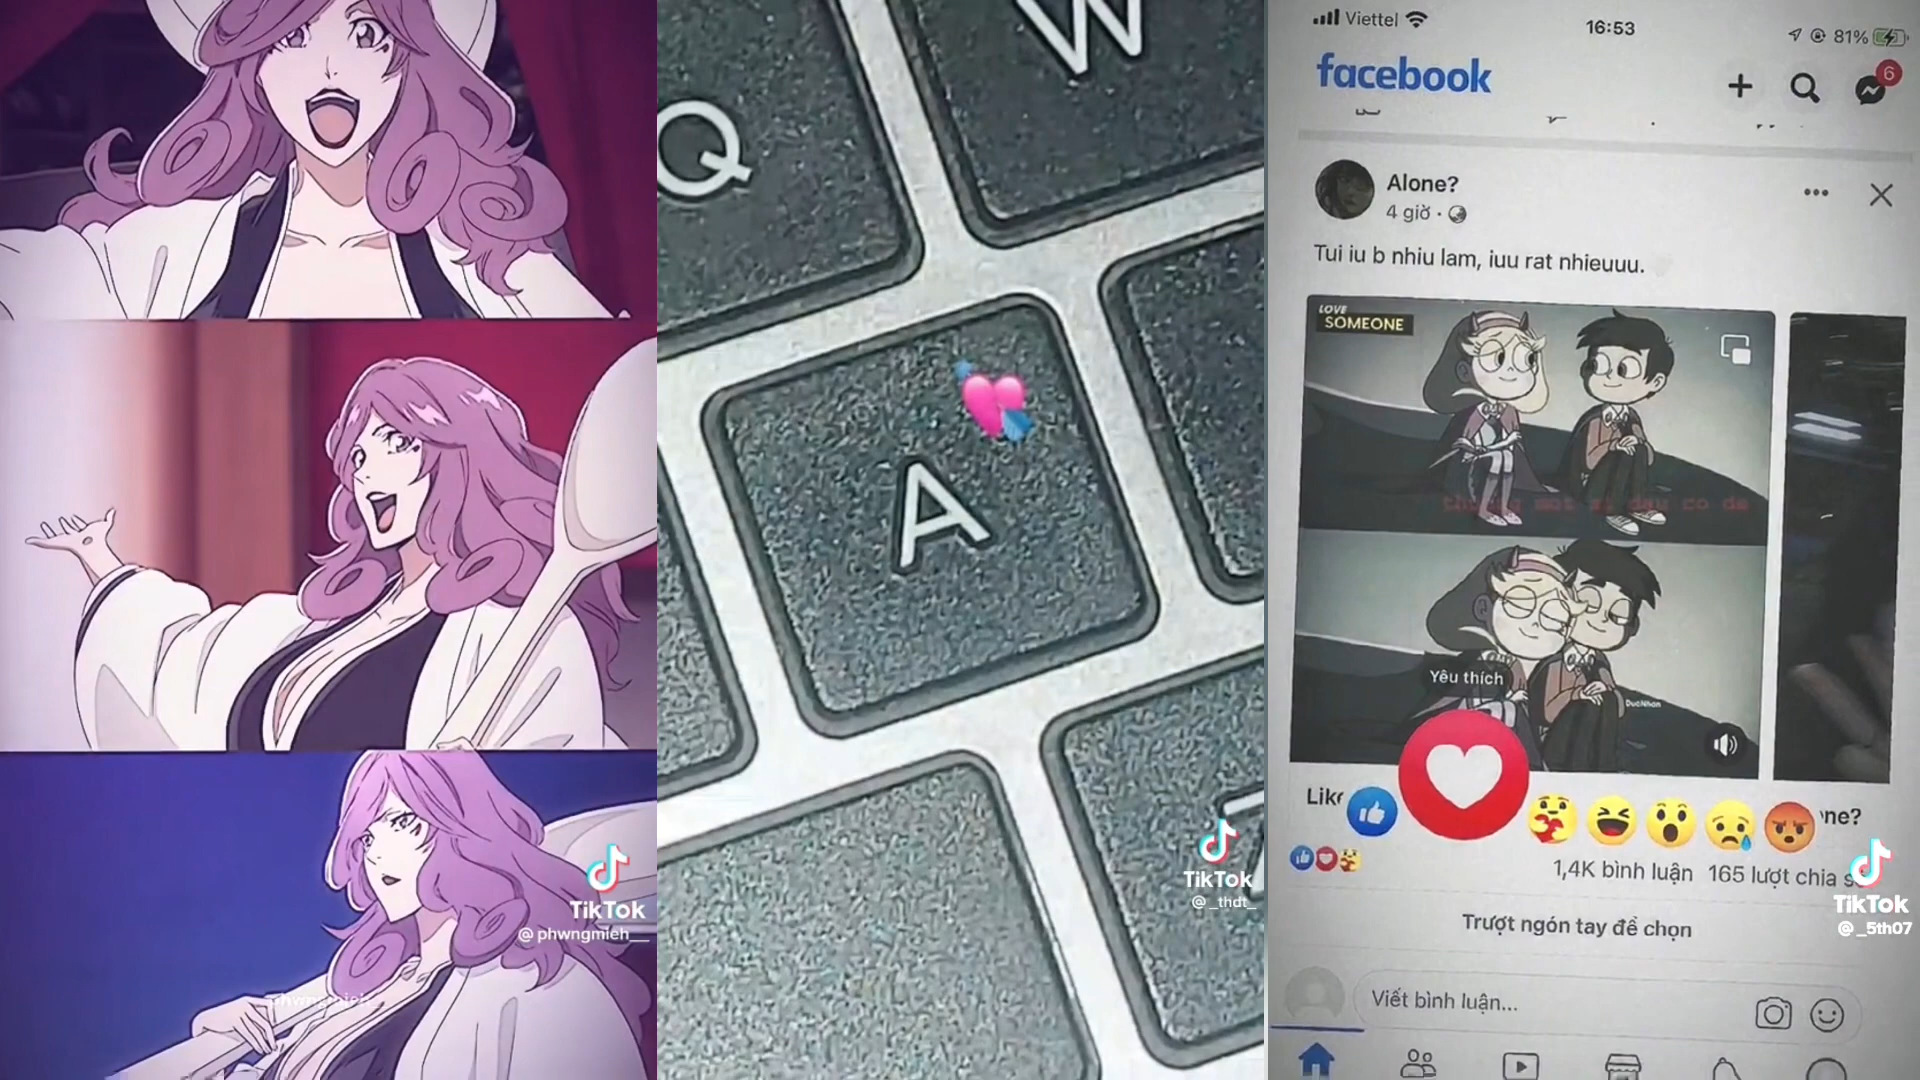 TikTok
@phwngmieh__
Q
W
A
TikTok
@_thdt_
Viettel
16:53
81%
facebook
6
Alone?
4 giờ
Tui iu b nhiu lam, iuu rat nhieuuu.
LOVE
SOMEONE
Yêu thích
DucNhan
1,4K bình luận 165 lượt chia s
Trượt ngón tay để chọn
Viết bình luận...
TikTok
@_5th07